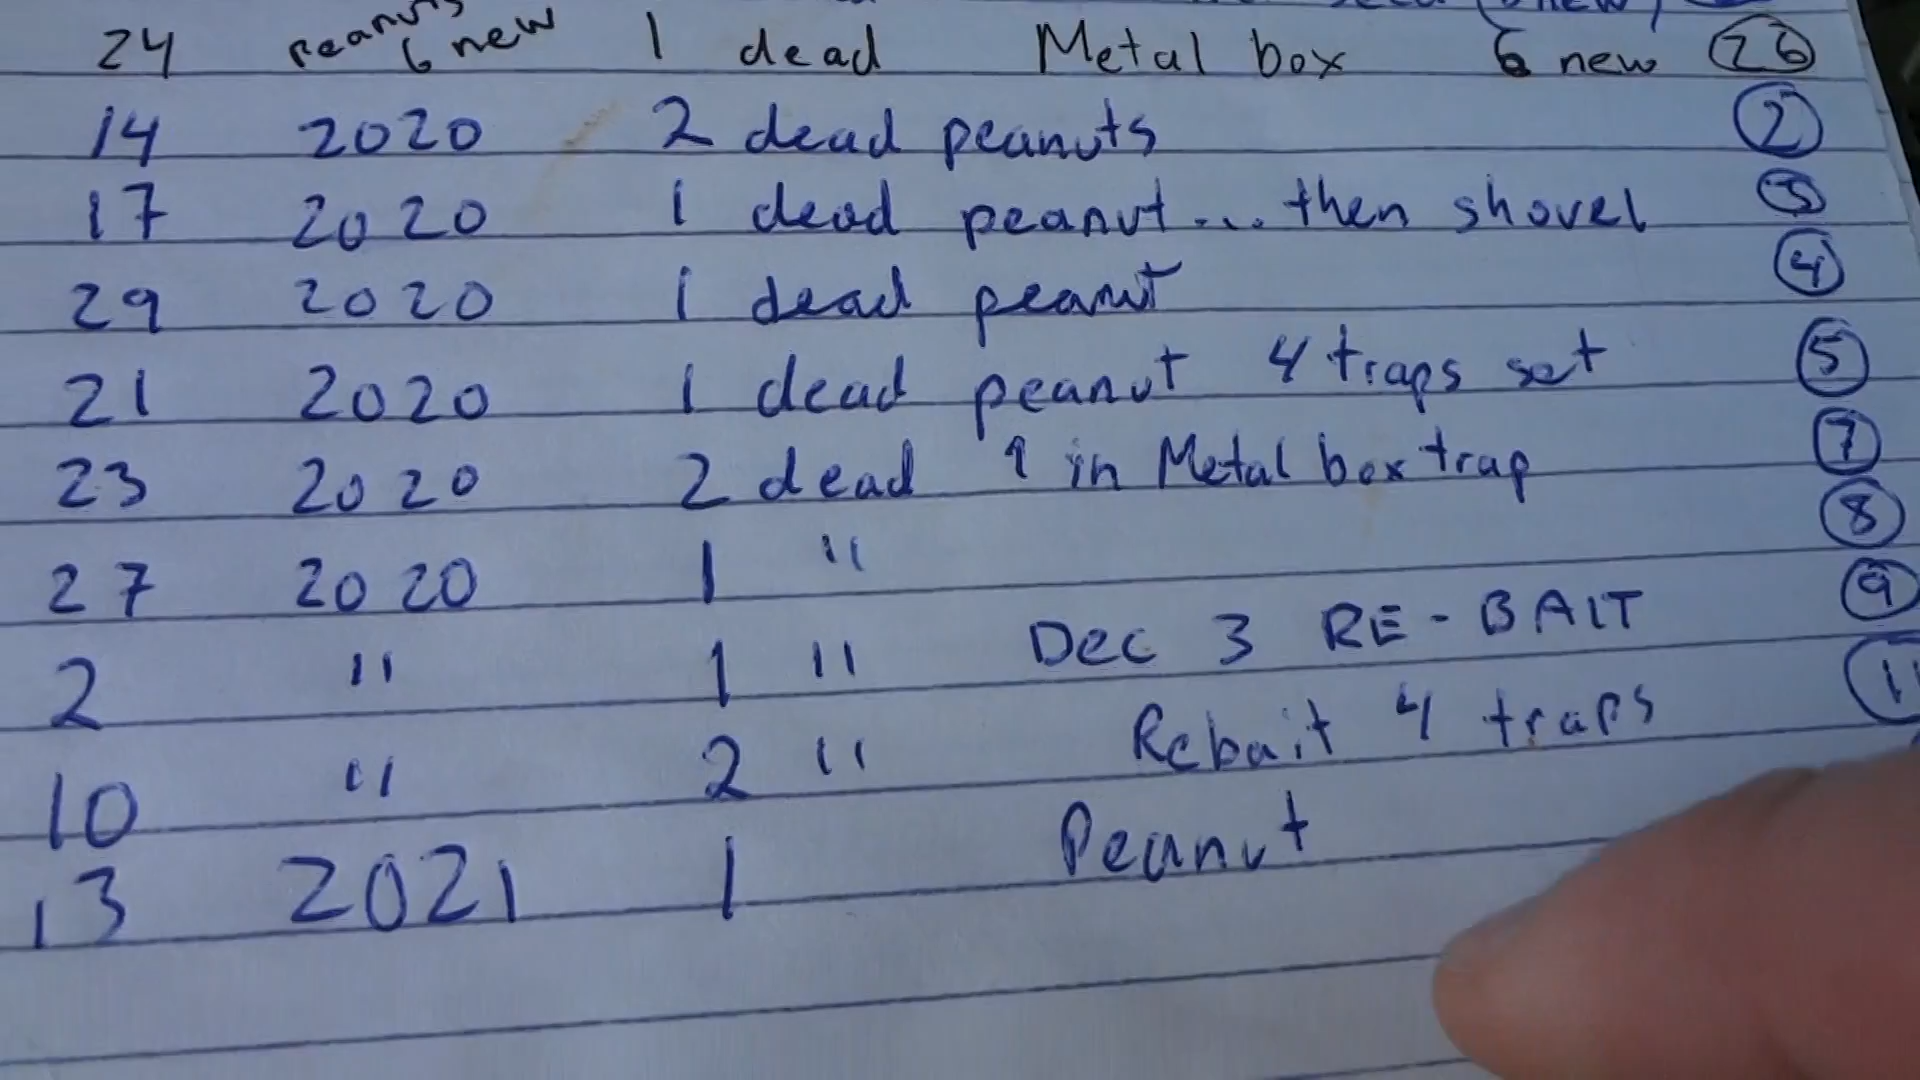 peanuts
24 6 new 1 dead Metal box 6 new 26
14 2020 2 dead peanuts 2
17 2020 1 dead peanut... then shovel 3
29 2020 1 dead peanut 4
21 2020 1 dead peanut 4 traps set 5
23 2020 2 dead 1 in Metal box trap 7
27 2020 1 " 8
2 " 1 " Dec 3 RE-BAIT 9
10 " 2 " Rebait 4 traps 11
13 2021 1 Peanut